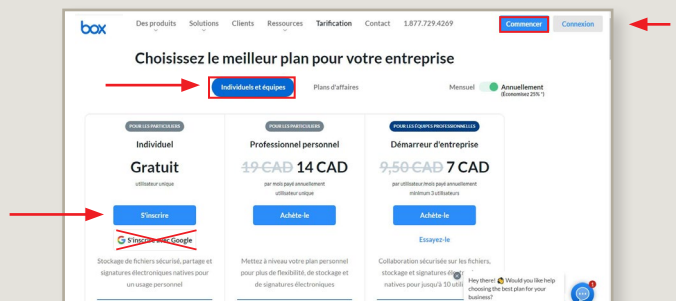 box
Des produits Solutions Clients Ressources Tarification Contact 1.877.729.4269 Commencer Connexion
Choisissez le meilleur plan pour votre entreprise
Individuels et équipes Plans d'affaires Mensuel Annuellement
(Économisez 25% *)
POUR LES PARTICULIERS POUR LES PARTICULIERS POUR LES ÉQUIPES PROFESSIONNELLES
Individuel Professionnel personnel Démarreur d'entreprise
Gratuit 19 CAD 14 CAD 9,50 CAD 7 CAD
utilisateur unique par mois payé annuellement par utilisateur/mois payé annuellement
utilisateur unique minimum 3 utilisateurs
S'inscrire Achète-le Achète-le
S'inscrire avec Google Essayez-le
Stockage de fichiers sécurisé, partage et Mettez à niveau votre plan personnel Collaboration sécurisée sur les fichiers,
signatures électroniques natives pour pour plus de flexibilité, de stockage et stockage et signatures
un usage personnel de signatures électroniques natives pour jusqu'à 10
Hey there! Would you like help
choosing the best plan for your
business?